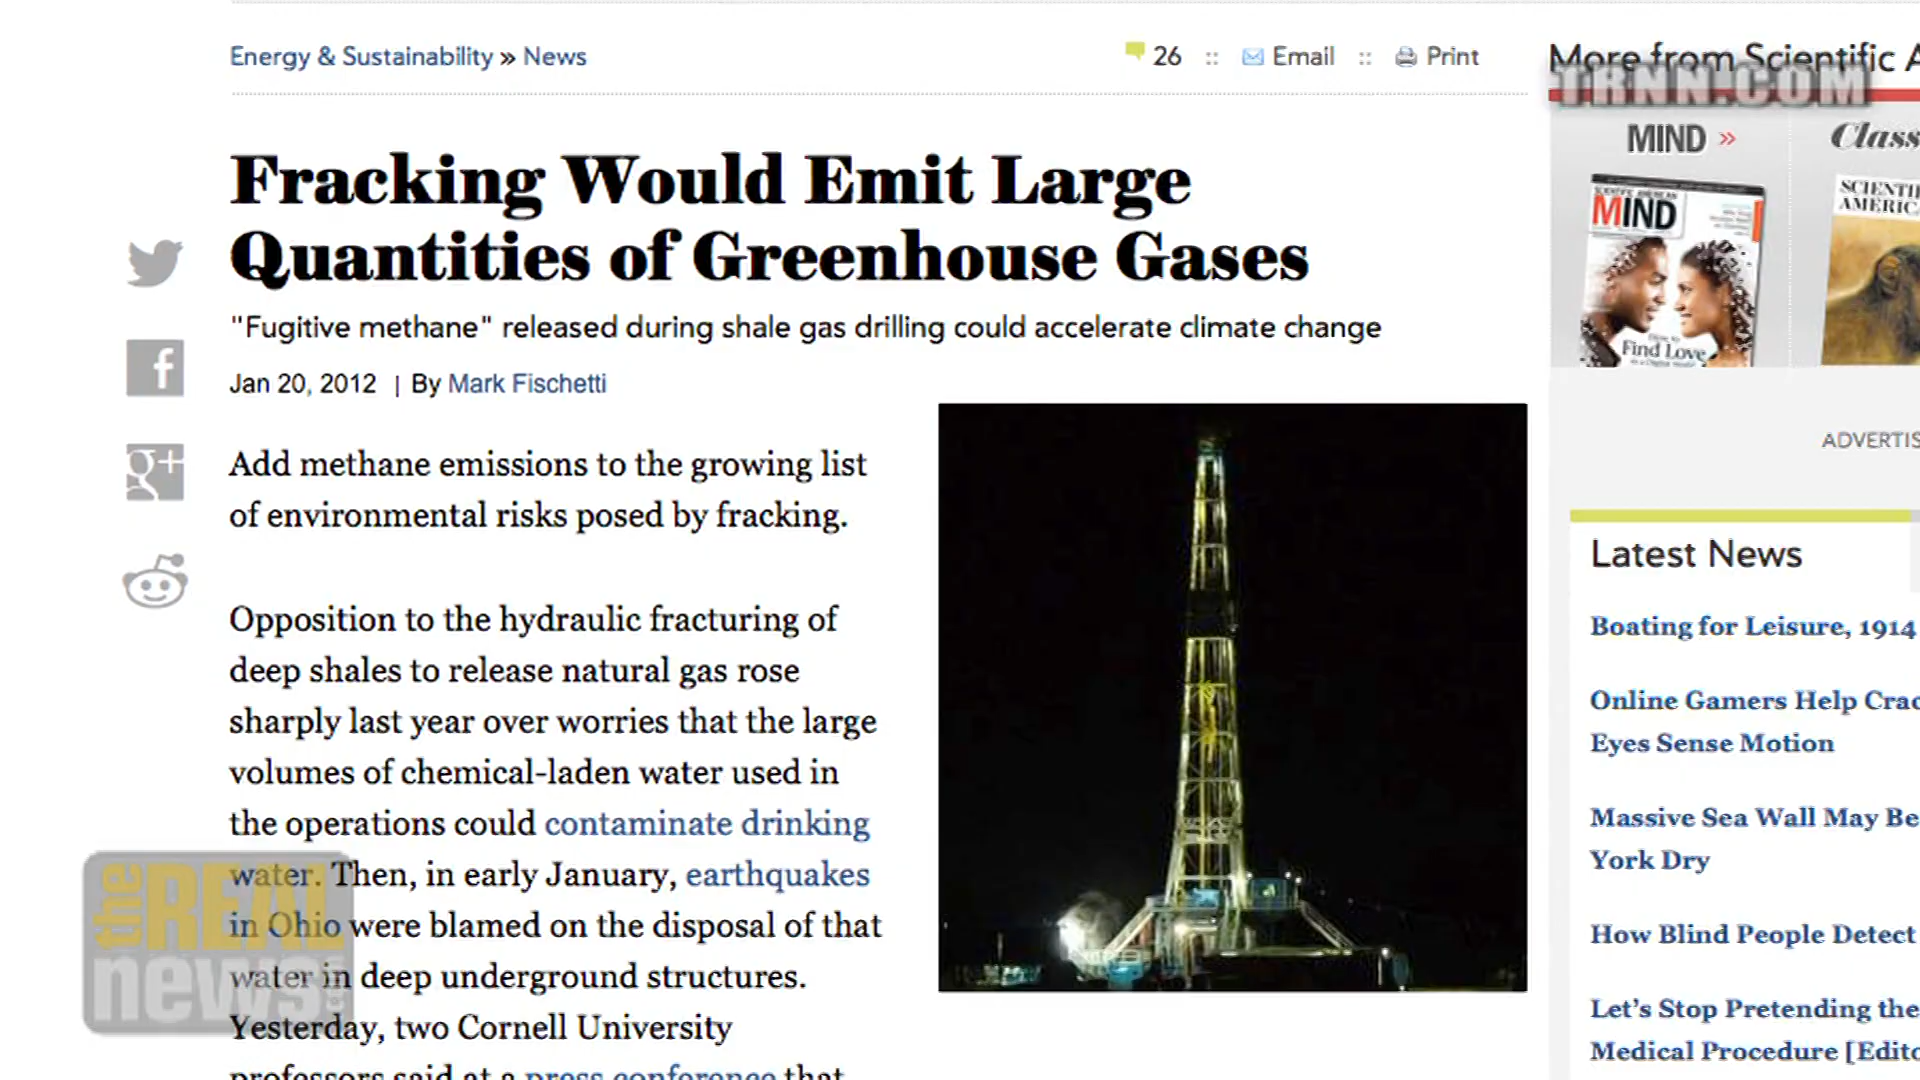 Energy & Sustainability » News
26 :: Email :: Print
Fracking Would Emit Large
Quantities of Greenhouse Gases
"Fugitive methane" released during shale gas drilling could accelerate climate change
Jan 20, 2012 | By Mark Fischetti
Add methane emissions to the growing list
of environmental risks posed by fracking.
Opposition to the hydraulic fracturing of
deep shales to release natural gas rose
sharply last year over worries that the large
volumes of chemical-laden water used in
the operations could contaminate drinking
water. Then, in early January, earthquakes
in Ohio were blamed on the disposal of that
water in deep underground structures.
Yesterday, two Cornell University
professors said at a press conference that
More from Scientific A
TRNN.COM
MIND »
Class
SCIENTIFIC AMERICAN
MIND
Find Love
SCIENTI
AMERICA
ADVERTIS
Latest News
Boating for Leisure, 1914
Online Gamers Help Crac
Eyes Sense Motion
Massive Sea Wall May Be
York Dry
How Blind People Detect
Let's Stop Pretending the
Medical Procedure [Edito
the REAL
news